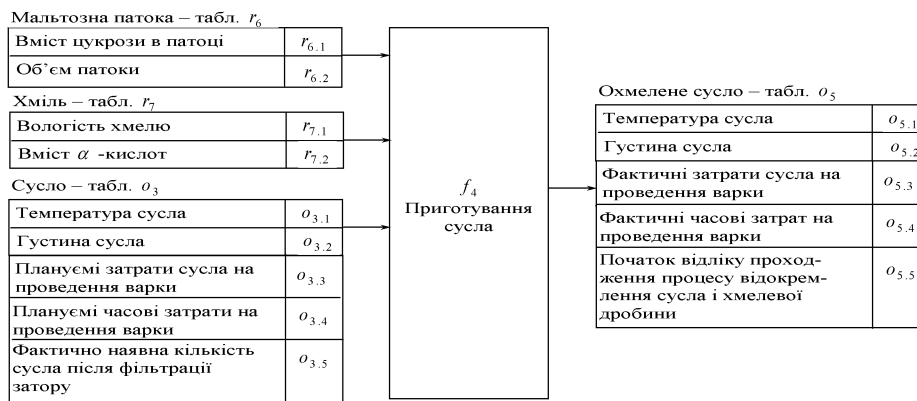 Мальтозна патока – табл. r6
Вміст цукрози в патоці r6.1
Об’єм патоки r6.2
Хміль – табл. r7
Вологість хмелю r7.1
Вміст α -кислот r7.2
Сусло – табл. o3
Температура сусла o3.1
Густина сусла o3.2
Плануємі затрати сусла на
проведення варки o3.3
Плануємі часові затрати на
проведення варки o3.4
Фактично наявна кількість
сусла після фільтрації o3.5
затору
f4
Приготування
сусла
Охмелене сусло – табл. o5
Температура сусла o5.1
Густина сусла o5.2
Фактичні затрати сусла на
проведення варки o5.3
Фактичні часові затрат на
проведення варки o5.4
Початок відліку проход-
ження процесу відокрем- o5.5
лення сусла і хмелевої
дробини